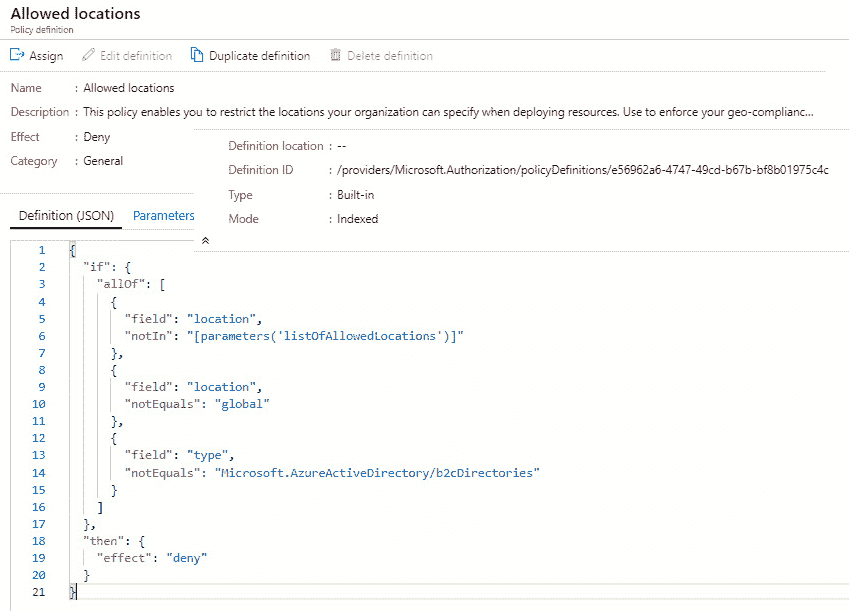 Allowed locations
Policy definition
Assign Edit definition Duplicate definition Delete definition
Name : Allowed locations
Description : This policy enables you to restrict the locations your organization can specify when deploying resources. Use to enforce your geo-complianc...
Effect : Deny
Category : General
Definition location : --
Definition ID : /providers/Microsoft.Authorization/policyDefinitions/e56962a6-4747-49cd-b67b-bf8b01975c4c
Type : Built-in
Mode : Indexed
Definition (JSON) Parameters
1 {
2 "if": {
3 "allOf": [
4 {
5 "field": "location",
6 "notIn": "[parameters('listOfAllowedLocations')]"
7 },
8 {
9 "field": "location",
10 "notEquals": "global"
11 },
12 {
13 "field": "type",
14 "notEquals": "Microsoft.AzureActiveDirectory/b2cDirectories"
15 }
16 ]
17 },
18 "then": {
19 "effect": "deny"
20 }
21 }